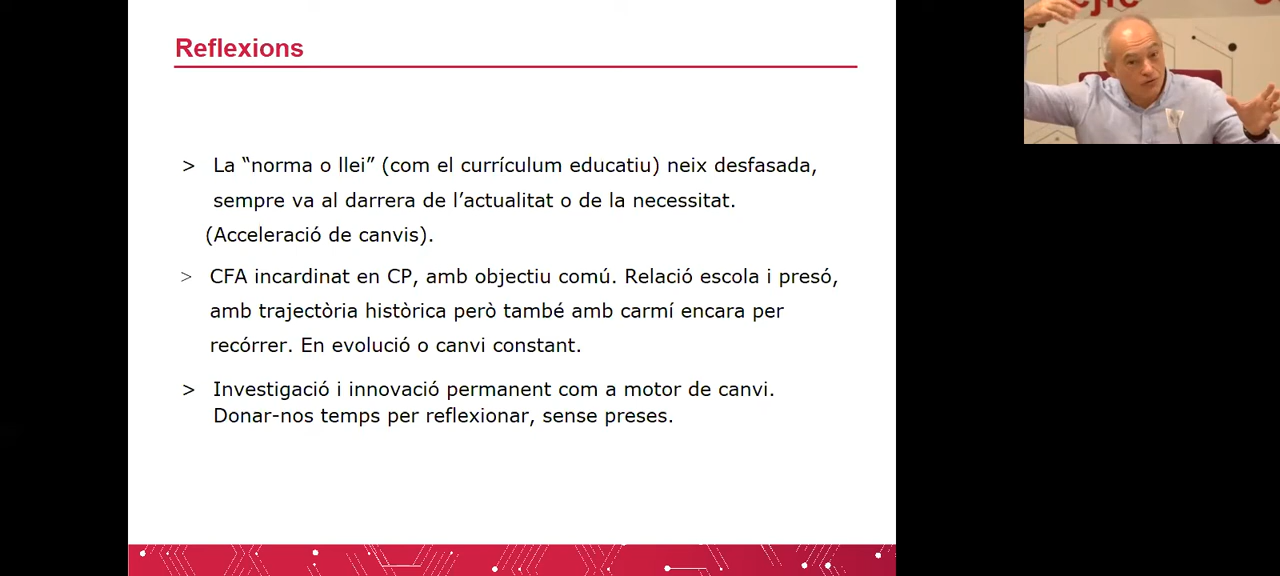 Reflexions
> La “norma o llei” (com el currículum educatiu) neix desfasada,
sempre va al darrera de l’actualitat o de la necessitat.
(Acceleració de canvis).
> CFA incardinat en CP, amb objectiu comú. Relació escola i presó,
amb trajectòria històrica però també amb carmí encara per
recórrer. En evolució o canvi constant.
> Investigació i innovació permanent com a motor de canvi.
Donar-nos temps per reflexionar, sense preses.